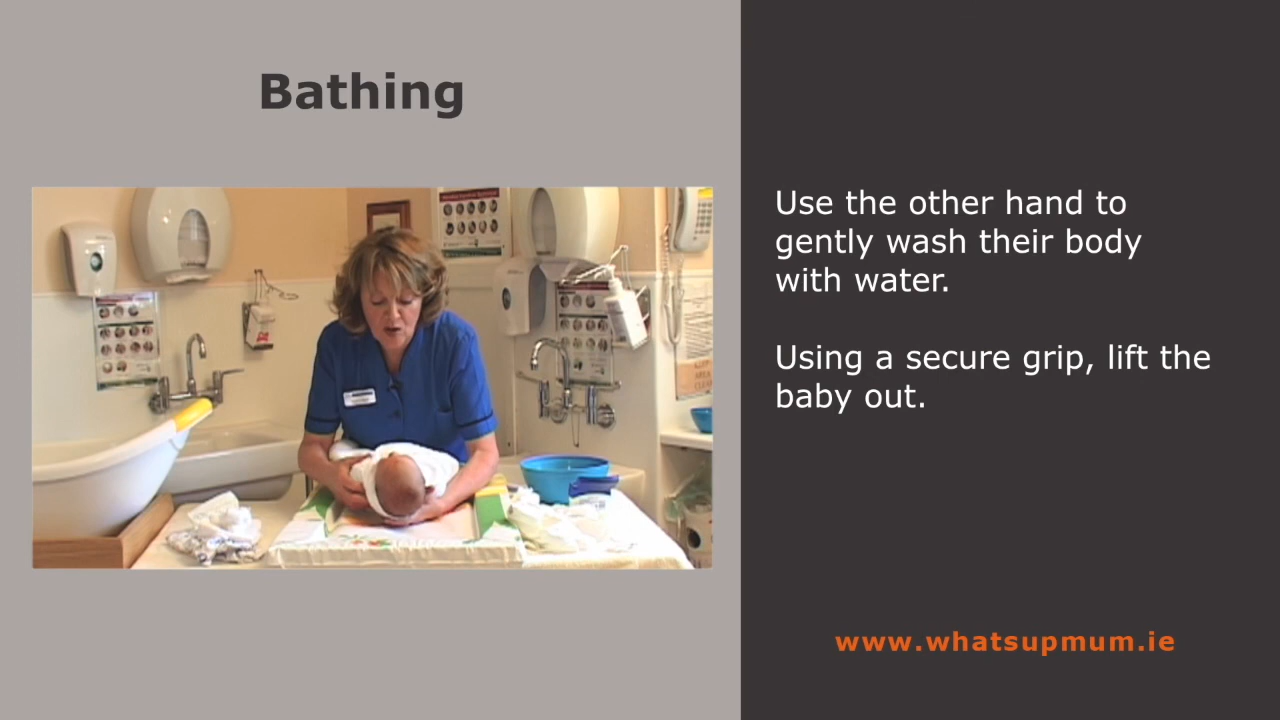 Bathing
Use the other hand to
gently wash their body
with water.
Using a secure grip, lift the
baby out.
www.whatsupmum.ie